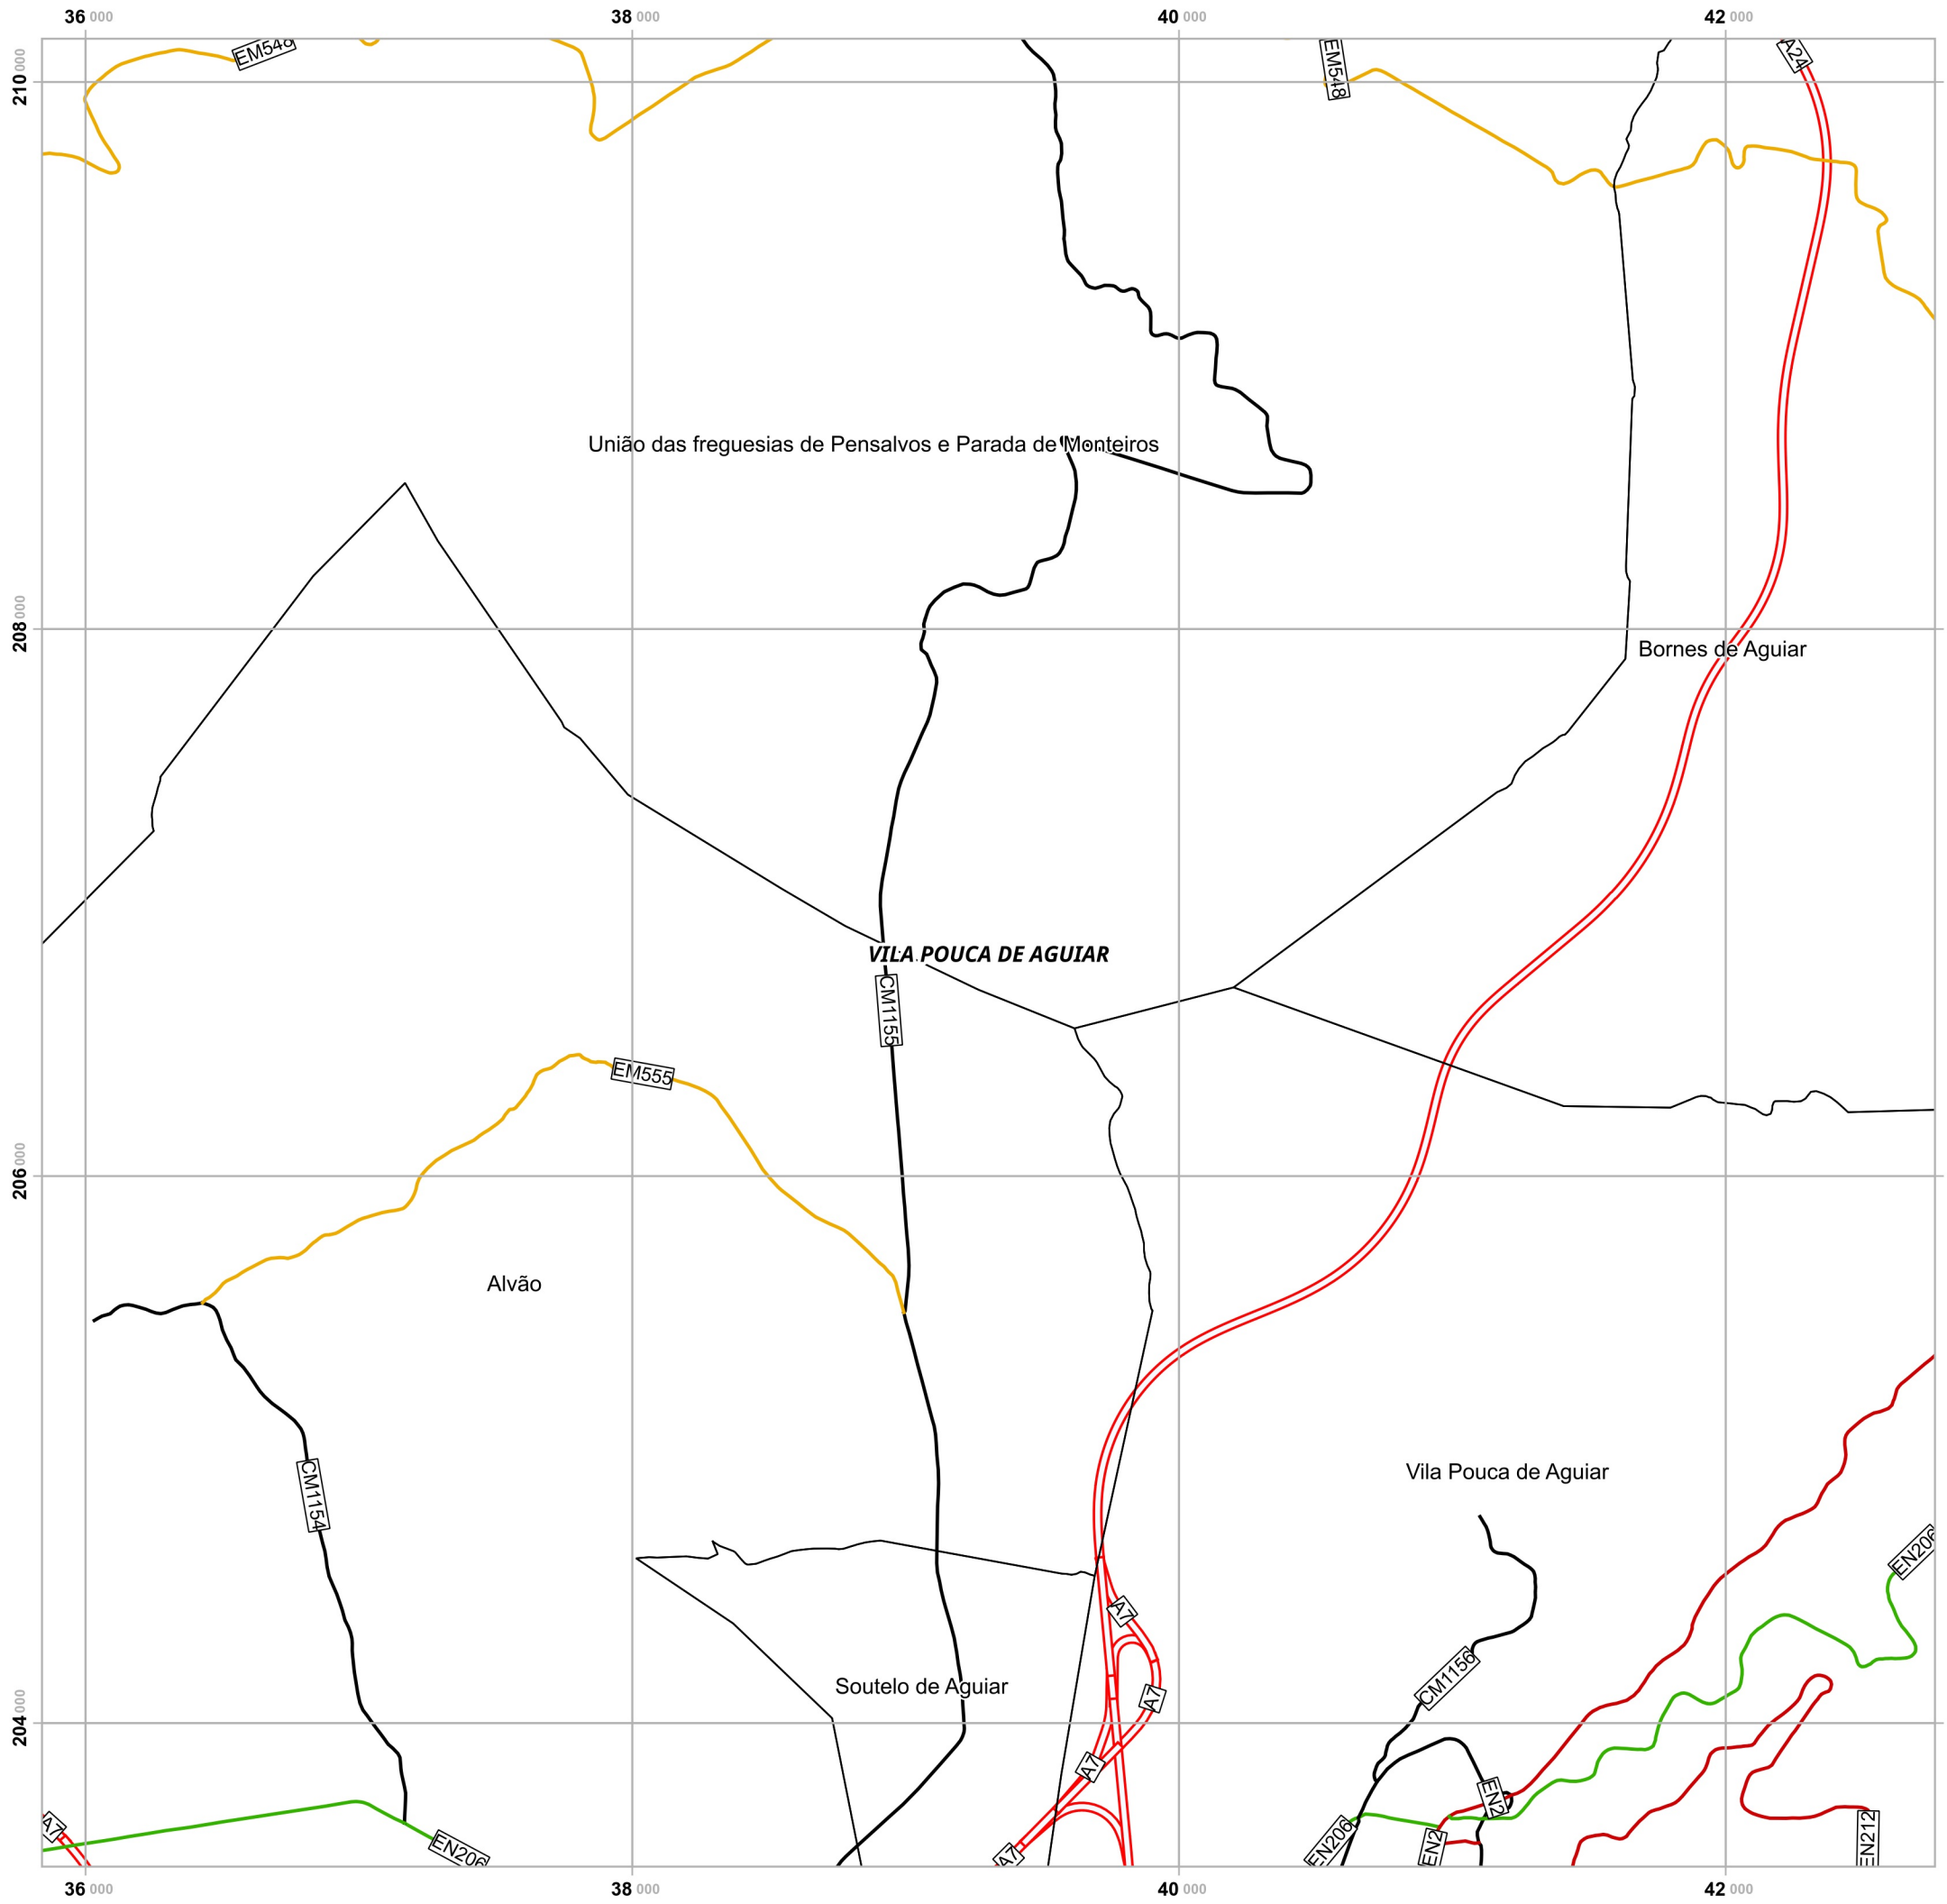 36 000 38 000 40 000 42 000
EM548
EM548
A24
210 000
União das freguesias de Pensalvos e Parada de Monteiros
208 000
Bornes de Aguiar
VILA POUCA DE AGUIAR
CM1155
EM555
206 000
Alvão
Vila Pouca de Aguiar
CM1154
EN206
A7
CM1156
Soutelo de Aguiar
A7
204 000
A7
EN2
A7
EN206
A7
EN206
EN2
EN212
36 000 38 000 40 000 42 000